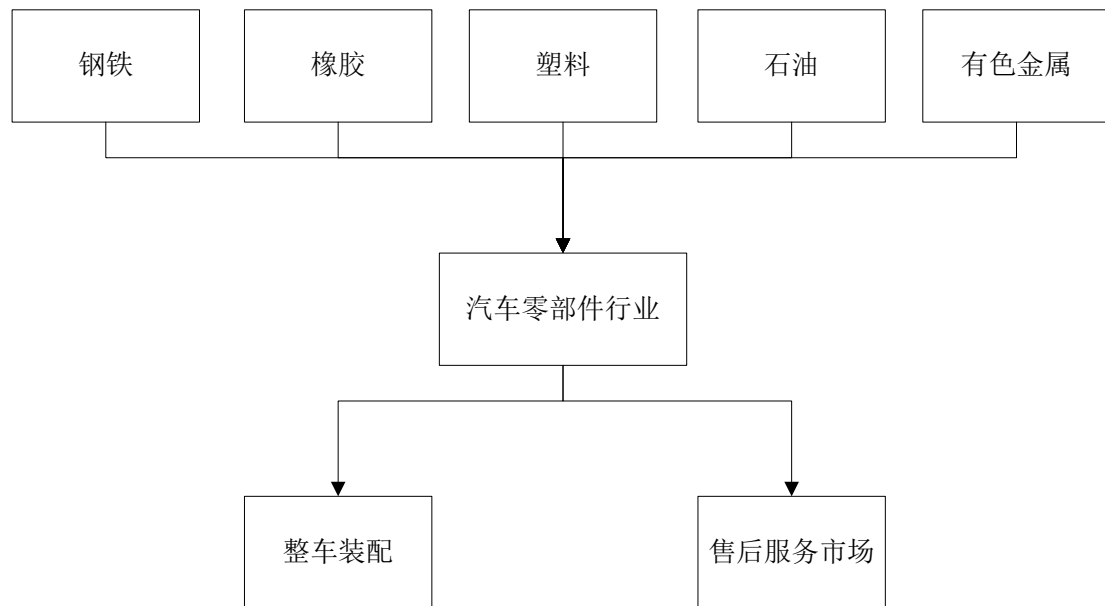 钢铁
橡胶
塑料
石油
有色金属
汽车零部件行业
整车装配
售后服务市场